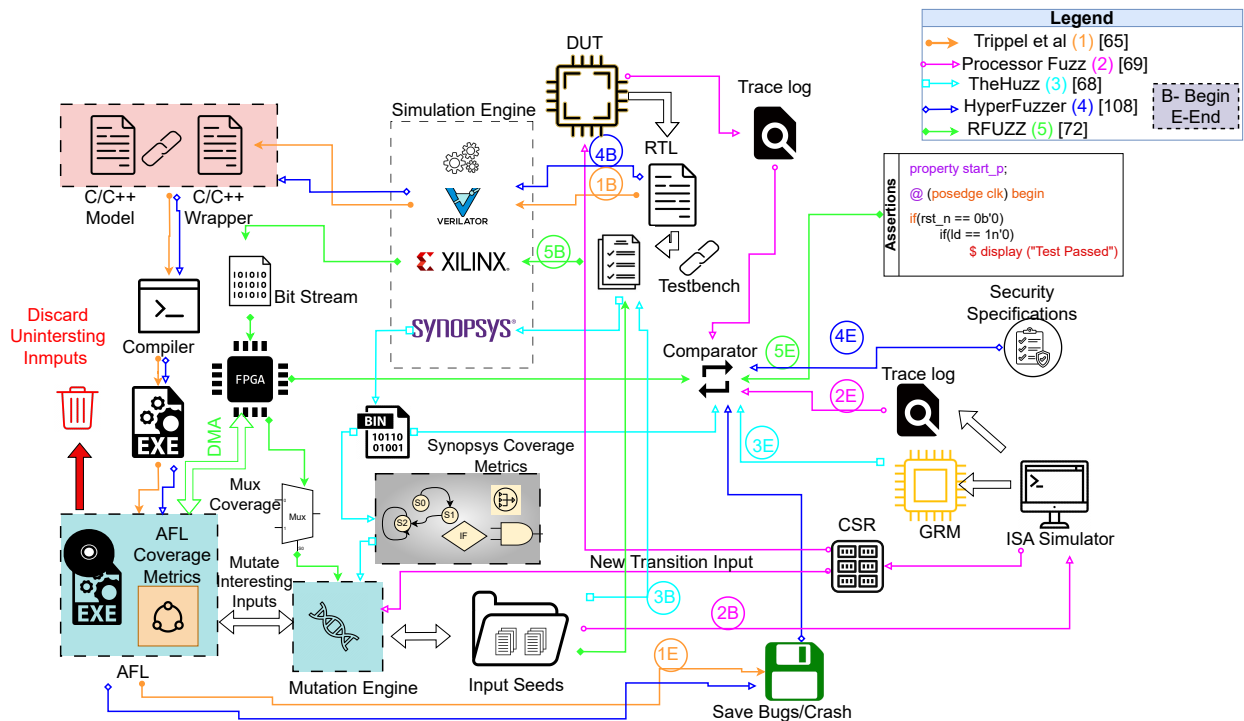 Legend
Trippel et al (1) [65]
Processor Fuzz (2) [69]
TheHuzz (3) [68]
HyperFuzzer (4) [108]
RFUZZ (5) [72]
B- Begin
E-End
DUT
Trace log
Simulation Engine
RTL
4B
1B
VERILATOR
C/C++
Model
C/C++
Wrapper
5B
XILINX
Testbench
SYNOPSYS®
Assertions
property start_p;
@ (posedge clk) begin
if(rst_n == 0b'0)
if(ld == 1n'0)
$ display ("Test Passed")
Security
Specifications
1010101
010101
101010
Bit Stream
Discard
Unintersting
Inmputs
Compiler
FPGA
Comparator
5E
4E
2E
3E
Trace log
EXE
DMA
BIN
10110
01001
Synopsys Coverage
Metrics
S0
S1
S2
IF
Mux
Coverage
Mux
GRM
ISA Simulator
CSR
New Transition Input
AFL
Coverage
Metrics
EXE
Mutate
Interesting
Inputs
3B
2B
1E
AFL
Mutation Engine
Input Seeds
Save Bugs/Crash